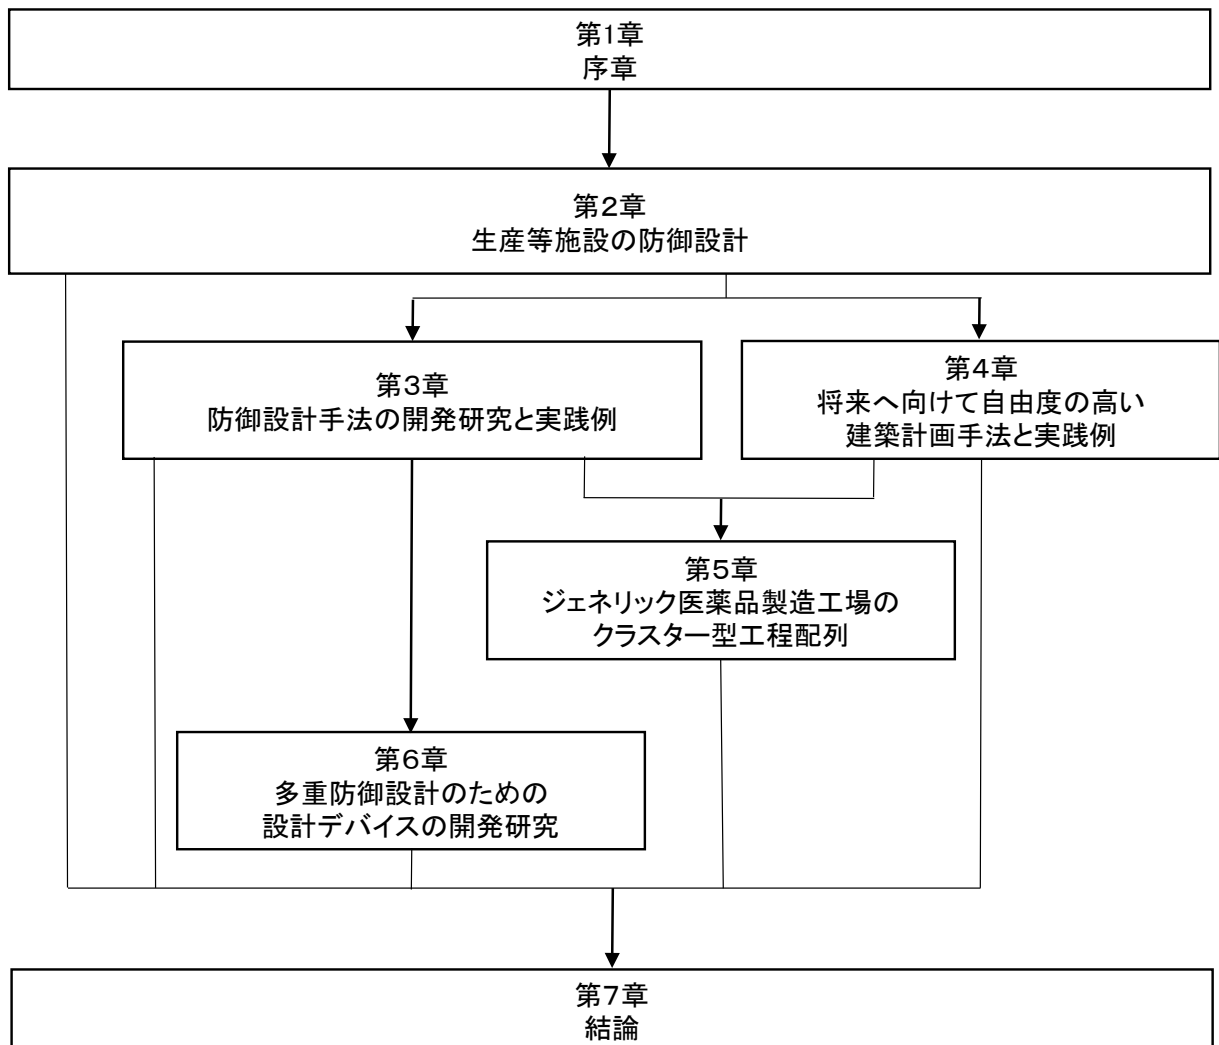 第1章
序章
第２章
生産等施設の防御設計
第３章
防御設計手法の開発研究と実践例
第４章
将来へ向けて自由度の高い
建築計画手法と実践例
第５章
ジェネリック医薬品製造工場の
クラスター型工程配列
第６章
多重防御設計のための
設計デバイスの開発研究
第７章
結論